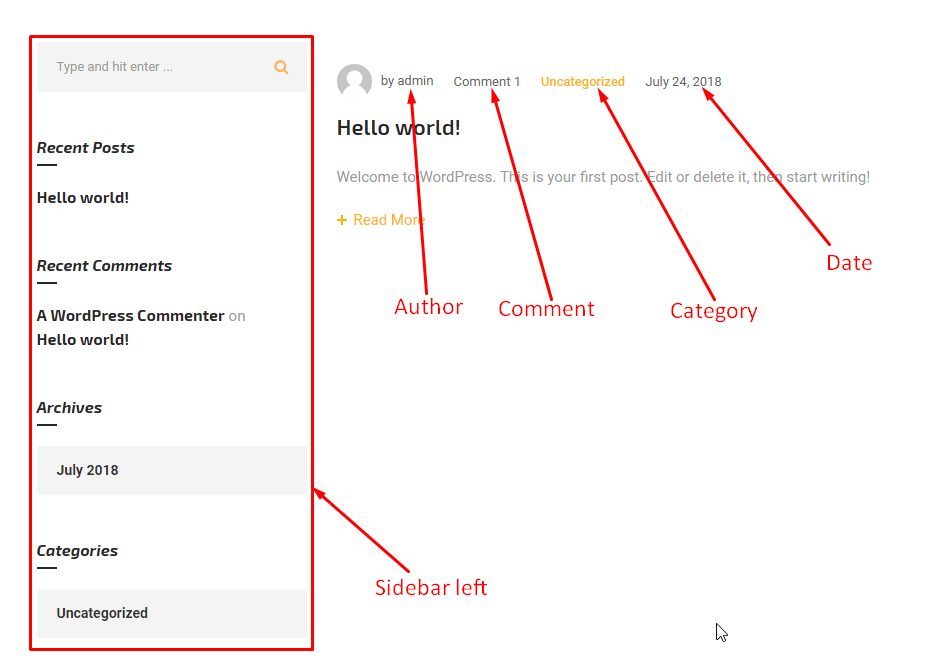 Type and hit enter ...
Recent Posts
Hello world!
Recent Comments
A WordPress Commenter on
Hello world!
Archives
July 2018
Categories
Uncategorized
by admin Comment 1 Uncategorized July 24, 2018
Hello world!
Welcome to WordPress. This is your first post. Edit or delete it, then start writing!
+ Read More
Date
Author Comment Category
Sidebar left